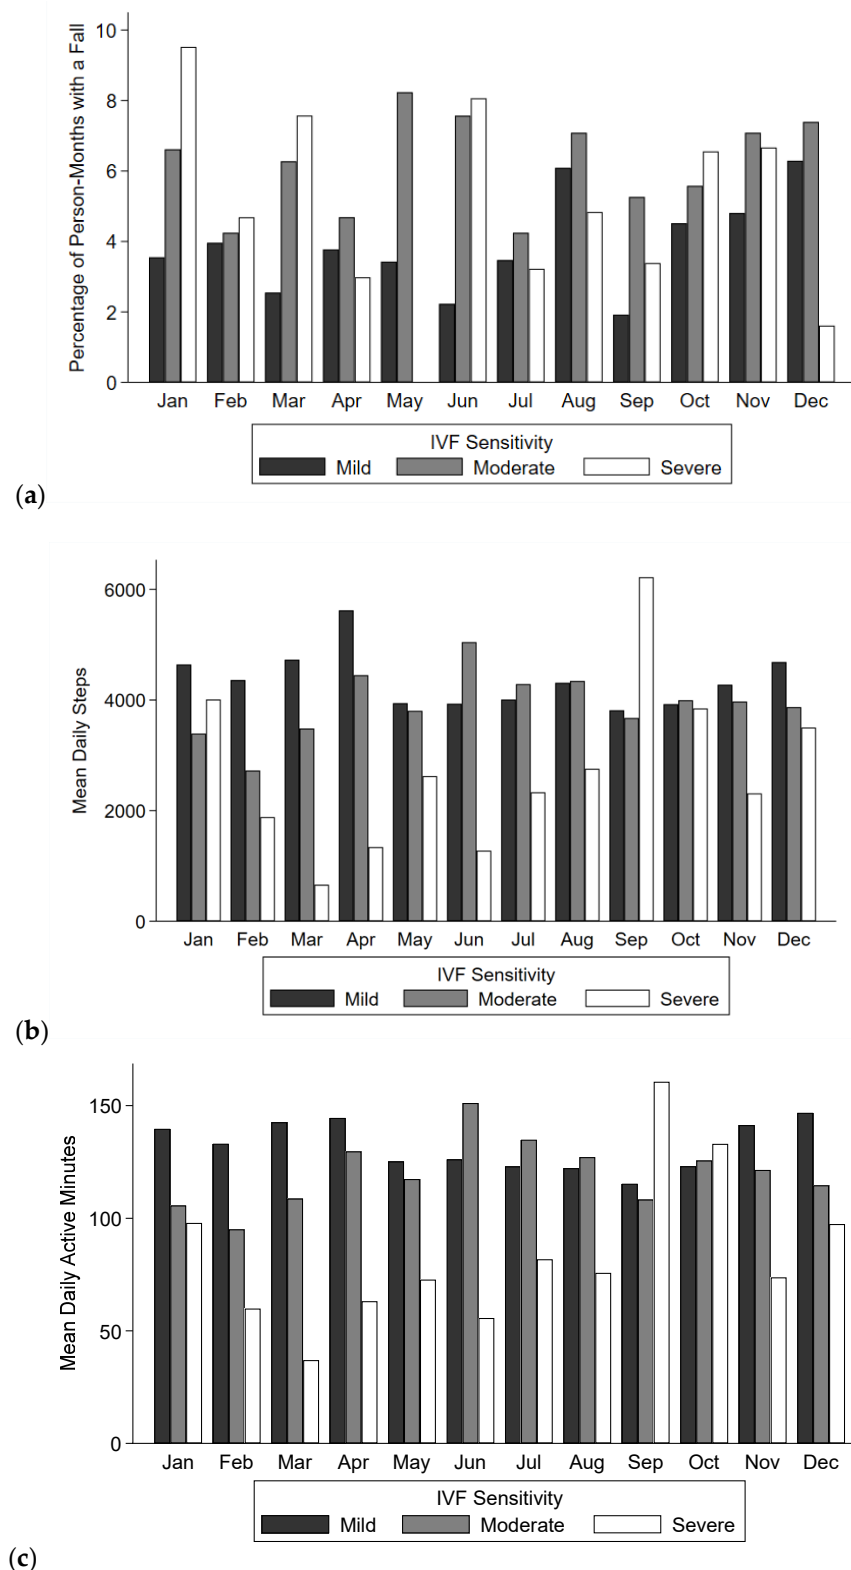 Percentage of Person-Months with a Fall
10
8
6
4
2
0
Jan Feb Mar Apr May Jun Jul Aug Sep Oct Nov Dec
IVF Sensitivity
Mild Moderate Severe
(a)
Mean Daily Steps
6000
4000
2000
0
Jan Feb Mar Apr May Jun Jul Aug Sep Oct Nov Dec
IVF Sensitivity
Mild Moderate Severe
(b)
Mean Daily Active Minutes
150
100
50
0
Jan Feb Mar Apr May Jun Jul Aug Sep Oct Nov Dec
IVF Sensitivity
Mild Moderate Severe
(c)